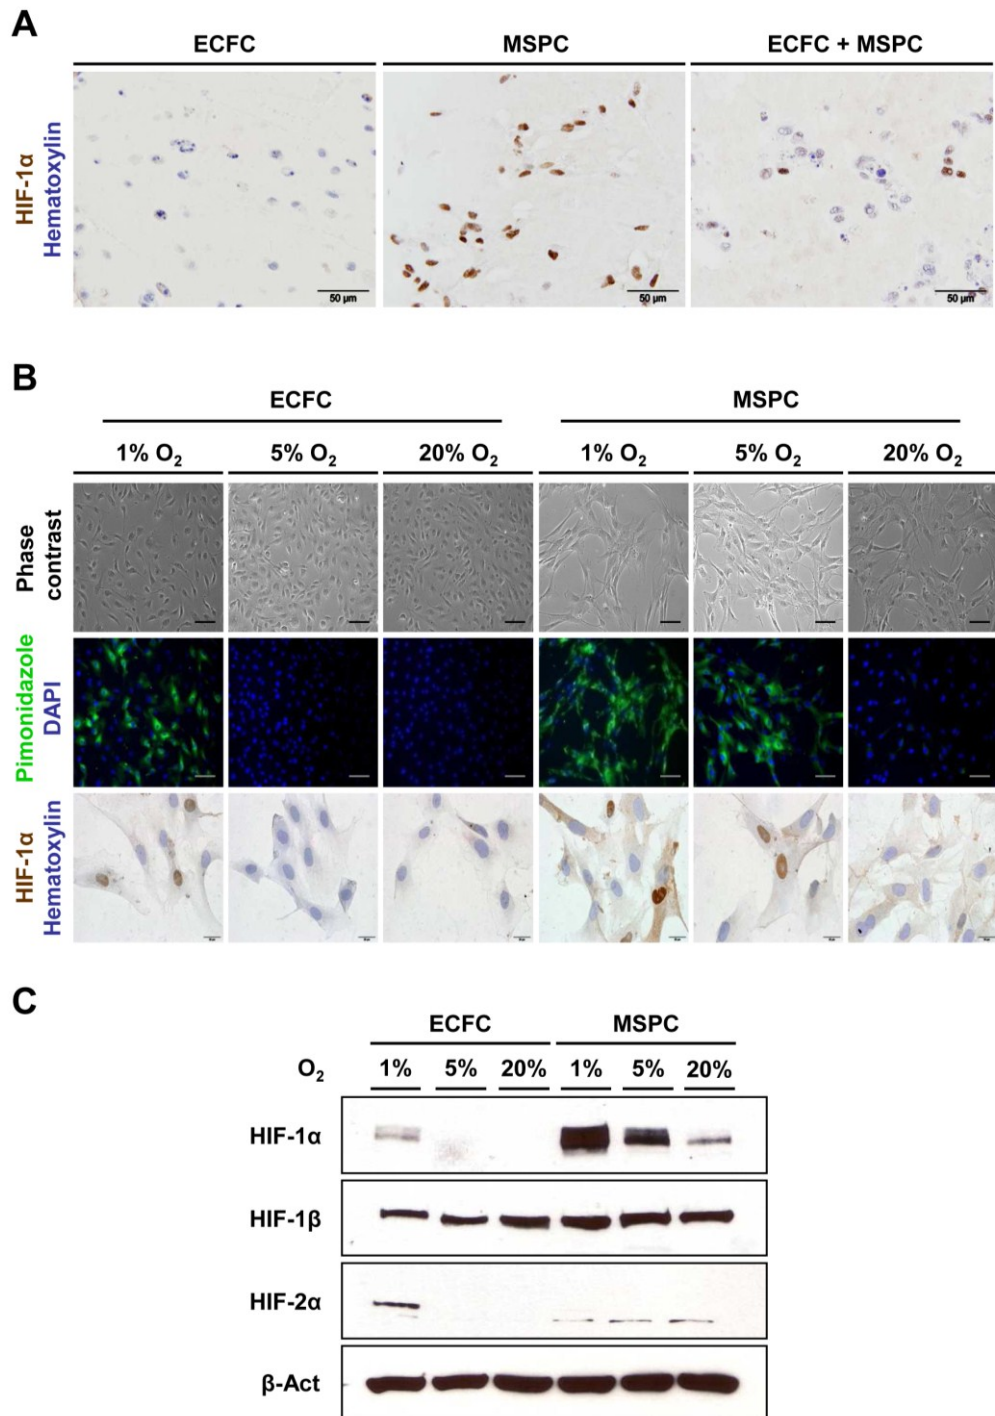 A
ECFC
MSPC
ECFC + MSPC
HIF-1α
Hematoxylin
50 μm
50 μm
50 μm
B
ECFC
MSPC
1% O₂
5% O₂
20% O₂
1% O₂
5% O₂
20% O₂
Phase
contrast
Pimonidazole
DAPI
HIF-1α
Hematoxylin
C
ECFC
MSPC
O₂
1%
5%
20%
1%
5%
20%
HIF-1α
HIF-1β
HIF-2α
β-Act